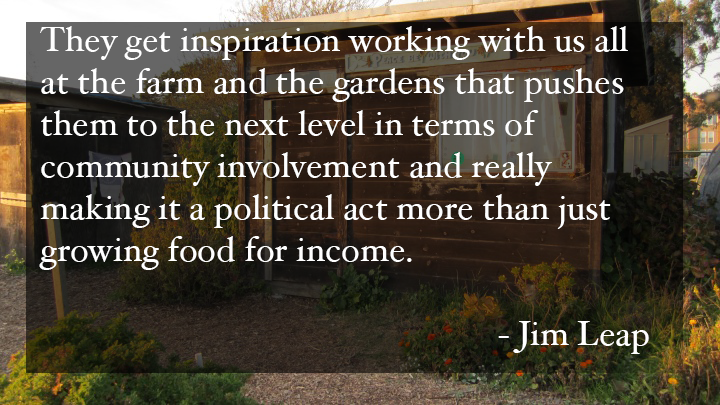 They get inspiration working with us all
at the farm and the gardens that pushes
them to the next level in terms of
community involvement and really
making it a political act more than just
growing food for income.
- Jim Leap